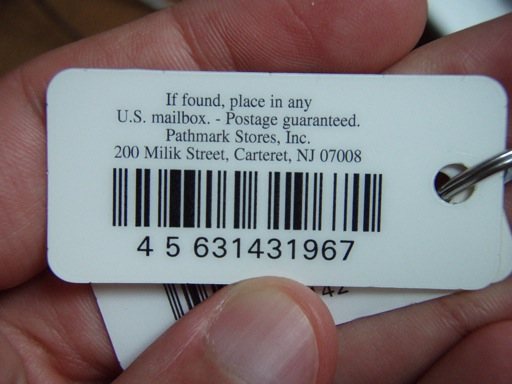 If found, place in any
U.S. mailbox. - Postage guaranteed.
Pathmark Stores, Inc.
200 Milik Street, Carteret, NJ 07008
4 5 631431967
42